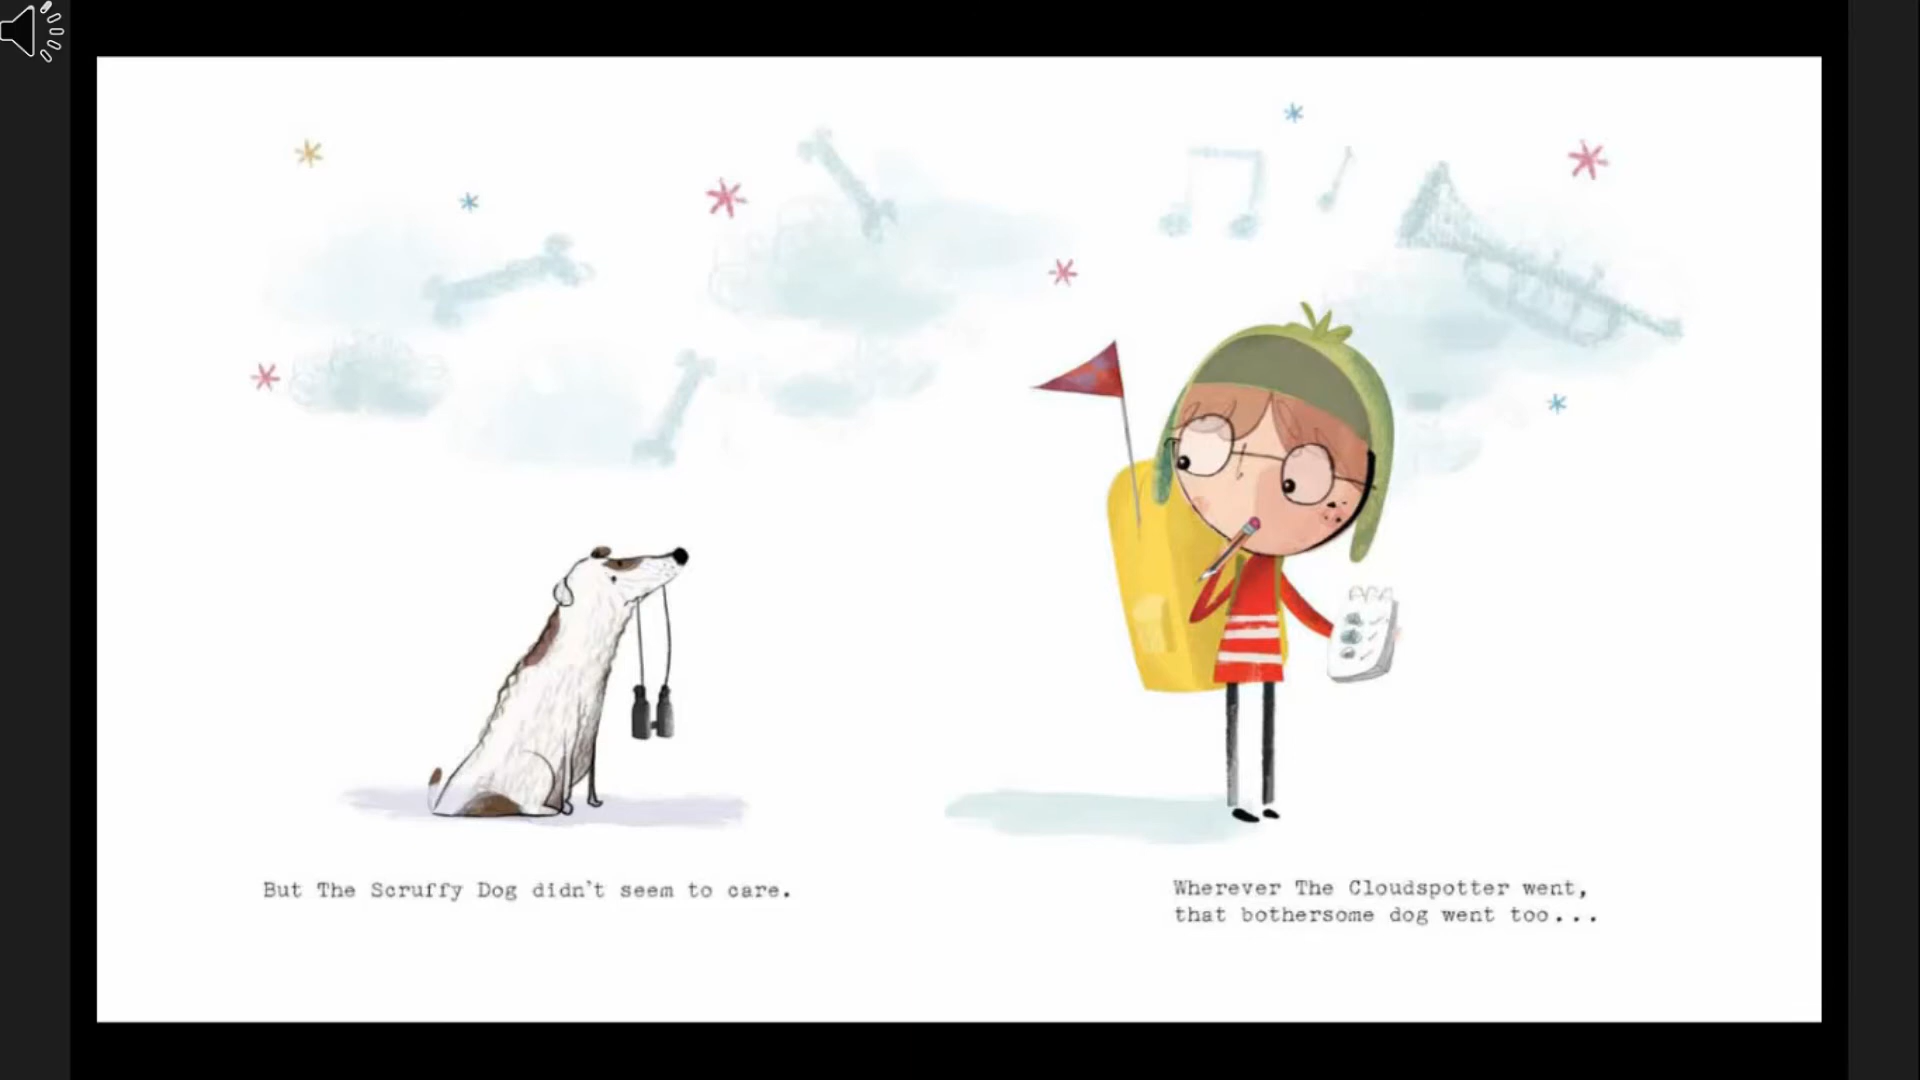 But The Scruffy Dog didn't seem to care.
Wherever The Cloudspotter went,
that bothersome dog went too...